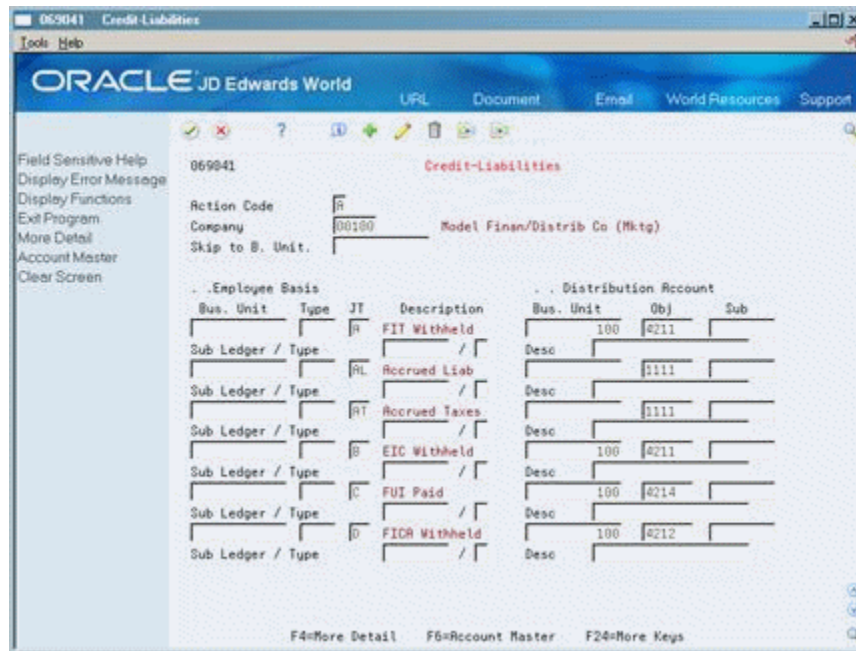 069041 Credit-Liabilities
Tools Help
ORACLE JD Edwards World
URL Document Email World Resources Support
Field Sensitive Help
Display Error Message
Display Functions
Exit Program
More Detail
Account Master
Clear Screen
069041 Credit-Liabilities
Action Code A
Company 00100 Model Finan/Distrib Co (Mktg)
Skip to B. Unit.
. .Employee Basis . . Distribution Account
Bus. Unit Type JT Description Bus. Unit Obj Sub
A FIT Withheld 100 4211
Sub Ledger / Type / Desc
AL Accrued Liab 1111
Sub Ledger / Type / Desc
AT Accrued Taxes 1111
Sub Ledger / Type / Desc
B EIC Withheld 100 4211
Sub Ledger / Type / Desc
C FUI Paid 100 4214
Sub Ledger / Type / Desc
D FICA Withheld 100 4212
Sub Ledger / Type / Desc
F4=More Detail F6=Account Master F24=More Keys